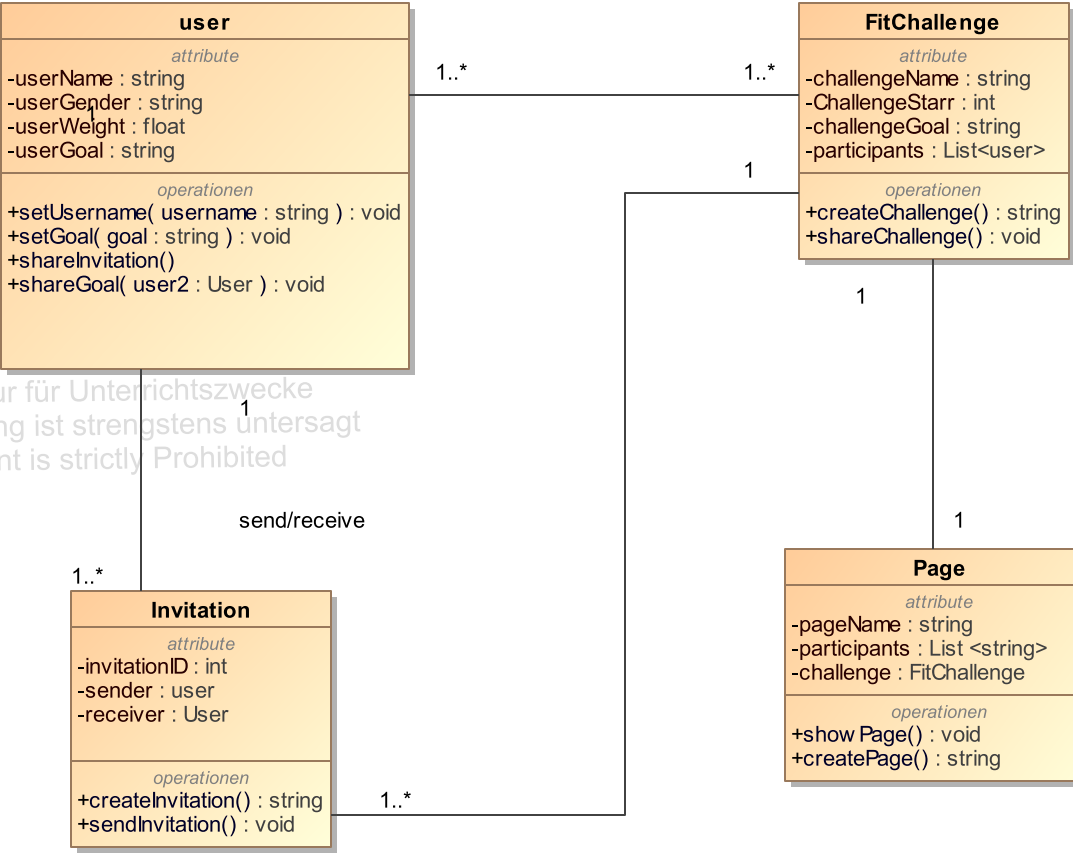 user
attribute
-userName : string
-userGender : string
1
-userWeight : float
-userGoal : string
operationen
+setUsername( username : string ) : void
+setGoal( goal : string ) : void
+shareInvitation()
+shareGoal( user2 : User ) : void
1..*
1..*
FitChallenge
attribute
-challengeName : string
-ChallengeStarr : int
-challengeGoal : string
-participants : List<user>
operationen
+createChallenge() : string
+shareChallenge() : void
1
1
für Unterrichtszwecke
ist strengstens untersagt
is strictly Prohibited
1
send/receive
1..*
1
Invitation
attribute
-invitationID : int
-sender : user
-receiver : User
operationen
+createInvitation() : string
+sendInvitation() : void
1..*
Page
attribute
-pageName : string
-participants : List <string>
-challenge : FitChallenge
operationen
+show Page() : void
+createPage() : string